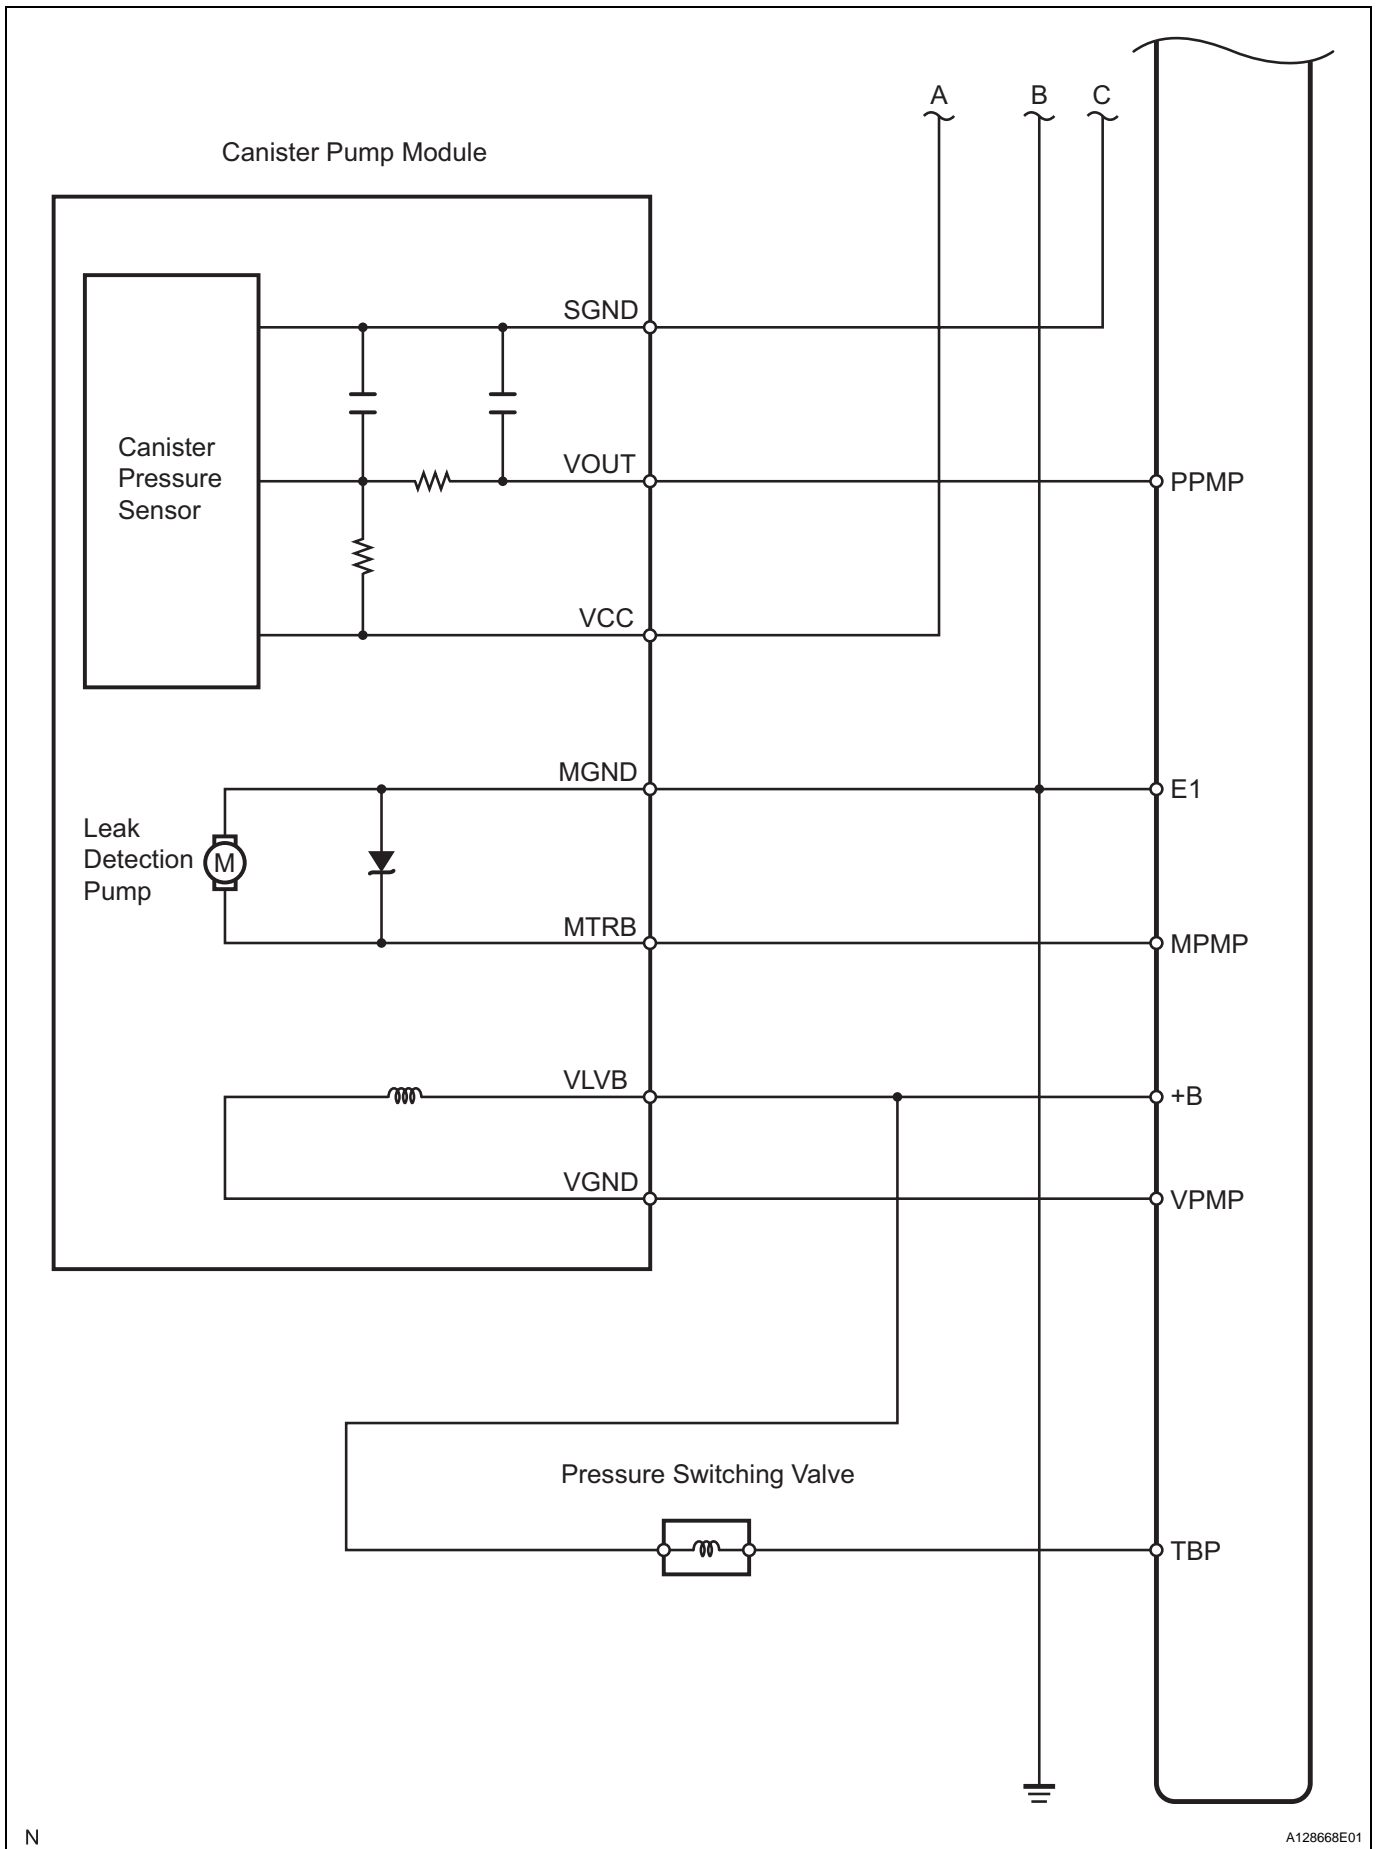 A
B
C
Canister Pump Module
SGND
Canister
Pressure
Sensor
VOUT
PPMP
VCC
MGND
E1
Leak
Detection
Pump
M
MTRB
MPMP
VLVB
+B
VGND
VPMP
Pressure Switching Valve
TBP
N
A128668E01